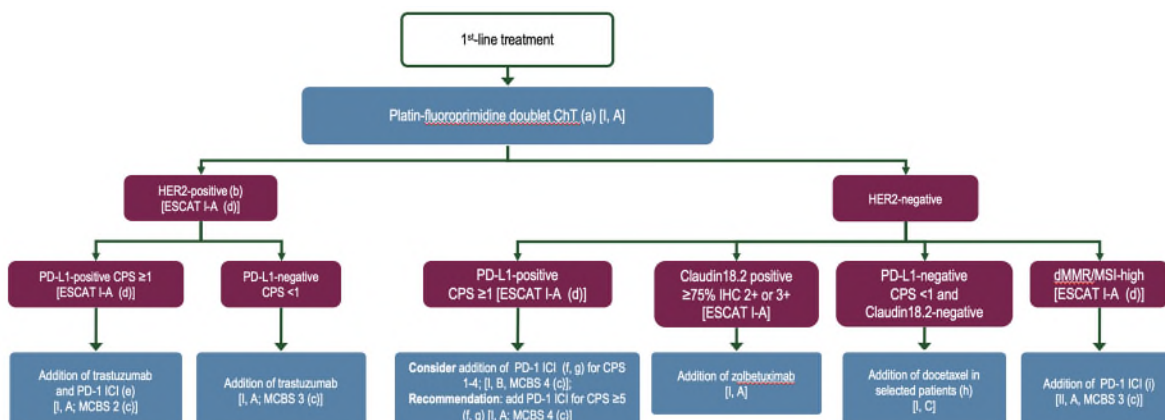 1st-line treatment
Platin-fluoroprimidine doublet ChT (a) [I, A]
HER2-positive (b)
[ESCAT I-A (d)]
HER2-negative
PD-L1-positive CPS ≥1
[ESCAT I-A (d)]
PD-L1-negative
CPS <1
PD-L1-positive
CPS ≥1 [ESCAT I-A (d)]
Claudin18.2 positive
≥75% IHC 2+ or 3+
[ESCAT I-A]
PD-L1-negative
CPS <1 and
Claudin18.2-negative
dMMR/MSI-high
[ESCAT I-A (d)]
Addition of trastuzumab
and PD-1 ICI (e)
[I, A; MCBS 2 (c)]
Addition of trastuzumab
[I, A; MCBS 3 (c)]
Consider addition of PD-1 ICI (f, g) for CPS
1-4; [I, B, MCBS 4 (c)];
Recommendation: add PD-1 ICI for CPS ≥5
(f, g) [I, A; MCBS 4 (c)]
Addition of zolbetuximab
[I, A]
Addition of docetaxel in
selected patients (h)
[I, C]
Addition of PD-1 ICI (i)
[II, A, MCBS 3 (c)]